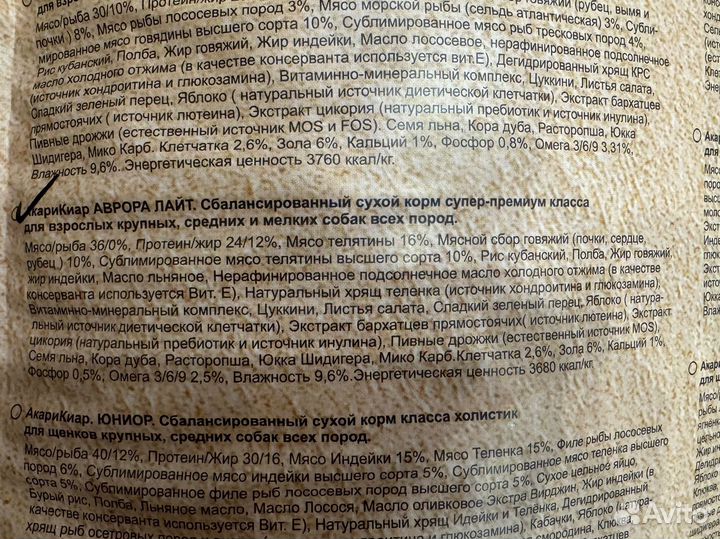 Мясо/рыба 30/10%, Протеин/жир
говяжий (рубец, вымя и
почки ) 8%, Мясо рыбы лососевых пород 3%, Мясо морской рыбы (сельдь атлантическая) 3%, Субли-
мированное мясо говядины высшего сорта 10%, Сублимированное мясо рыб тресковых пород 4%,
Рис кубанский, Полба, Жир говяжий, Жир индейки, Масло лососевое, нерафинированное подсолнечное
масло холодного отжима (в качестве консерванта используется вит.Е), Дегидрированный хрящ КРС
(источник хондроитина и глюкозамина), Витаминно-минеральный комплекс, Цуккини, Листья салата,
Сладкий зеленый перец, Яблоко ( натуральный источник диетической клетчатки), Экстракт бархатцев
прямостоячих ( источник лютеина), Экстракт цикория (натуральный пребиотик и источник инулина),
Пивные дрожжи (естественный источник MOS и FOS). Семя льна, Кора дуба, Расторопша, Юкка
Шидигера, Мико Карб. Клетчатка 2,6%, Зола 6%, Кальций 1%, Фосфор 0,8%, Омега 3/6/9 3,31%,
Влажность 9,6%..Энергетическая ценность 3760 ккал/кг.
АкариКиар АВРОРА ЛАЙТ. Сбалансированный сухой корм супер-премиум класса
для взрослых крупных, средних и мелких собак всех пород.
Мясо/рыба 36/0%, Протеин/жир 24/12%, Мясо телятины 16%, Мясной сбор говяжий (почки, сердце,
рубец ) 10%, Сублимированное мясо телятины высшего сорта 10%, Рис кубанский, Полба, Жир говяжий,
жир индейки, Масло льняное, Нерафинированное подсолнечное масло холодного отжима (в качестве
консерванта используется Вит. Е), Натуральный хрящ теленка (источник хондроитина и глюкозамина),
Витаминно-минеральный комплекс, Цуккини, Листья салата, Сладкий зеленый перец, Яблоко ( натура-
льный источник диетической клетчатки), Экстракт бархатцев прямостоячих( источник лютеина), Экстракт
цикория (натуральный пребиотик и источник инулина), Пивные дрожжи (естественный источник MOS),
Семя льна, Кора дуба, Расторопша, Юкка Шидигера, Мико Карб.Клетчатка 2,6%, Зола 6%, Кальций 1%,
Фосфор 0,5%, Омега 3/6/9 2,5%, Влажность 9,6%.Энергетическая ценность 3680 ккал/кг.
АкариКиар. ЮНИОР. Сбалансированный сухой корм класса холистик
для щенков крупных, средних собак всех пород.
Мясо/рыба 40/12%, Протеин/Жир 30/16, Мясо Индейки 15%, Мясо Теленка 15%, Филе рыбы лососевых
пород 6%, Сублимированное мясо индейки высшего сорта 5%, Сублимированное мясо теленка высшего
сорта 5%, Сублимированное филе рыб лососевых пород высшего сорта 5%, Сухое цельное яйцо,
Бурый рис, Полба, Льняное масло, Масло Лосося, Масло оливковое Экстра Вирджин, Жир индейки (в
качестве консерванта используется Вит. Е), Натуральный хрящ Идейки и Теленка, Дегидрированный
хрящ рыб осетровых пород
и глюкозамина), Кабачки, Яблоко (нату-
смородина,
Avito